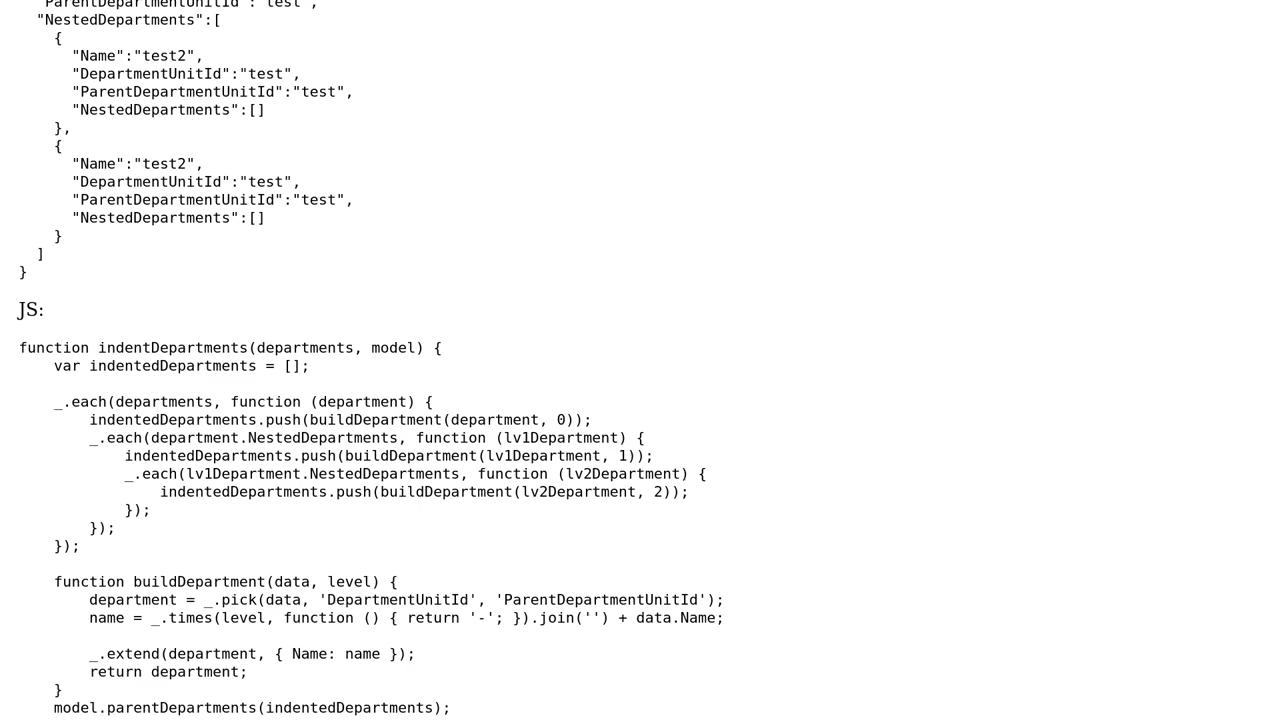 "ParentDepartmentUnitId":"test",
"NestedDepartments":[
{
"Name":"test2",
"DepartmentUnitId":"test",
"ParentDepartmentUnitId":"test",
"NestedDepartments":[]
},
{
"Name":"test2",
"DepartmentUnitId":"test",
"ParentDepartmentUnitId":"test",
"NestedDepartments":[]
}
]
}
JS:
function indentDepartments(departments, model) {
var indentedDepartments = [];
_.each(departments, function (department) {
indentedDepartments.push(buildDepartment(department, 0));
_.each(department.NestedDepartments, function (lv1Department) {
indentedDepartments.push(buildDepartment(lv1Department, 1));
_.each(lv1Department.NestedDepartments, function (lv2Department) {
indentedDepartments.push(buildDepartment(lv2Department, 2));
});
});
});
function buildDepartment(data, level) {
department = _.pick(data, 'DepartmentUnitId', 'ParentDepartmentUnitId');
name = _.times(level, function () { return '-'; }).join('') + data.Name;
_.extend(department, { Name: name });
return department;
}
model.parentDepartments(indentedDepartments);